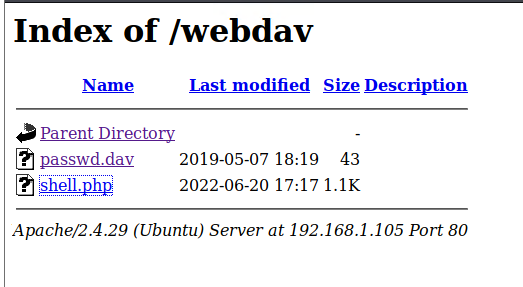 Index of /webdav
Name Last modified Size Description
Parent Directory -
passwd.dav 2019-05-07 18:19 43
shell.php 2022-06-20 17:17 1.1K
Apache/2.4.29 (Ubuntu) Server at 192.168.1.105 Port 80